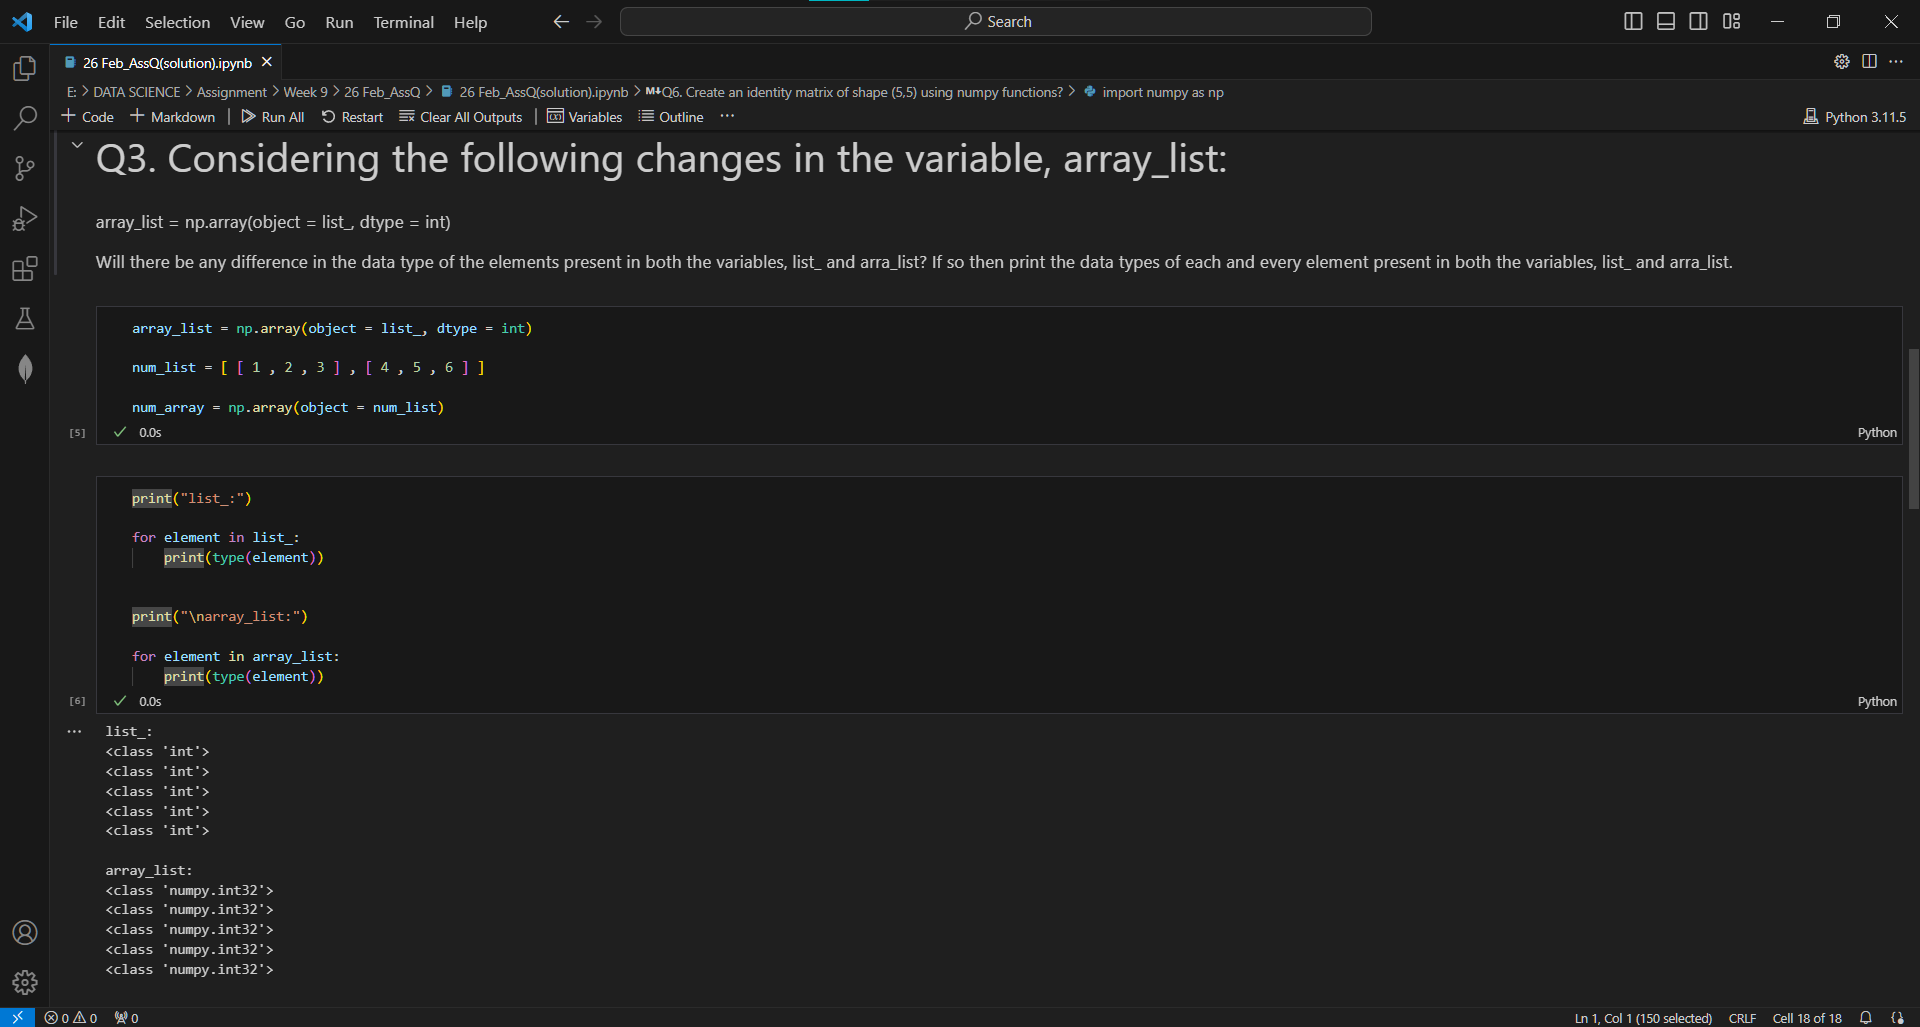 File Edit Selection View Go Run Terminal Help Search
26 Feb_AssQ(solution).ipynb
E: > DATA SCIENCE > Assignment > Week 9 > 26 Feb_AssQ > 26 Feb_AssQ(solution).ipynb > M↓Q6. Create an identity matrix of shape (5,5) using numpy functions? > import numpy as np
+ Code + Markdown | Run All Restart Clear All Outputs | Variables Outline ... Python 3.11.5
Q3. Considering the following changes in the variable, array_list:
array_list = np.array(object = list_, dtype = int)
Will there be any difference in the data type of the elements present in both the variables, list_ and arra_list? If so then print the data types of each and every element present in both the variables, list_ and arra_list.
array_list = np.array(object = list_, dtype = int)
num_list = [ [ 1 , 2 , 3 ] , [ 4 , 5 , 6 ] ]
num_array = np.array(object = num_list)
[5] 0.0s Python
print("list_:")
for element in list_:
print(type(element))
print("\narray_list:")
for element in array_list:
print(type(element))
[6] 0.0s Python
... list_:
<class 'int'>
<class 'int'>
<class 'int'>
<class 'int'>
<class 'int'>
array_list:
<class 'numpy.int32'>
<class 'numpy.int32'>
<class 'numpy.int32'>
<class 'numpy.int32'>
<class 'numpy.int32'>
0 0 0 Ln 1, Col 1 (150 selected) CRLF Cell 18 of 18